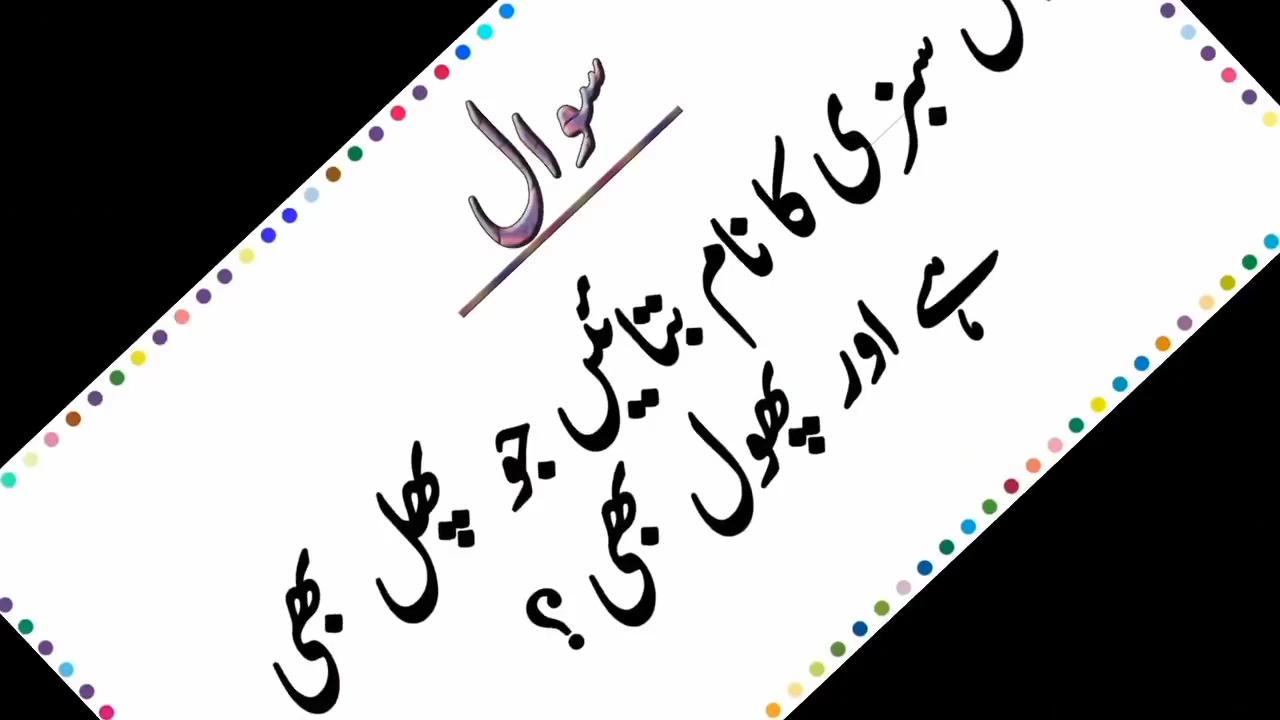 سوال
سبزی کا نام بتائیں جو پھل بھی
ہے اور پھول بھی ؟